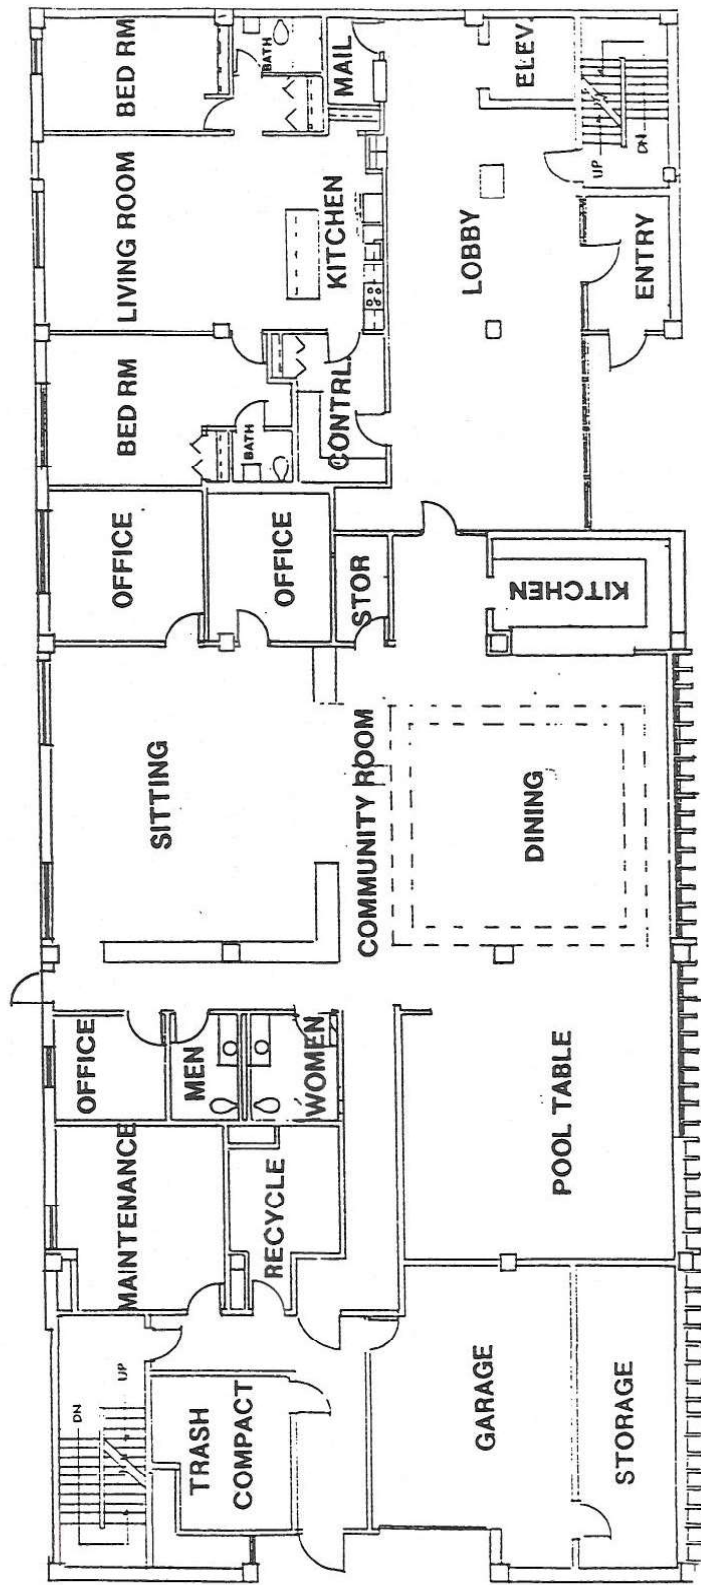 BED RM
BATH
MAIL
ELEV.
UP
DN
LIVING ROOM
KITCHEN
LOBBY
ENTRY
BED RM
BATH
CONTRL.
OFFICE
OFFICE
STOR
KITCHEN
SITTING
COMMUNITY ROOM
DINING
OFFICE
MEN
WOMEN
POOL TABLE
MAINTENANCE
RECYCLE
DN
UP
TRASH
COMPACT
GARAGE
STORAGE